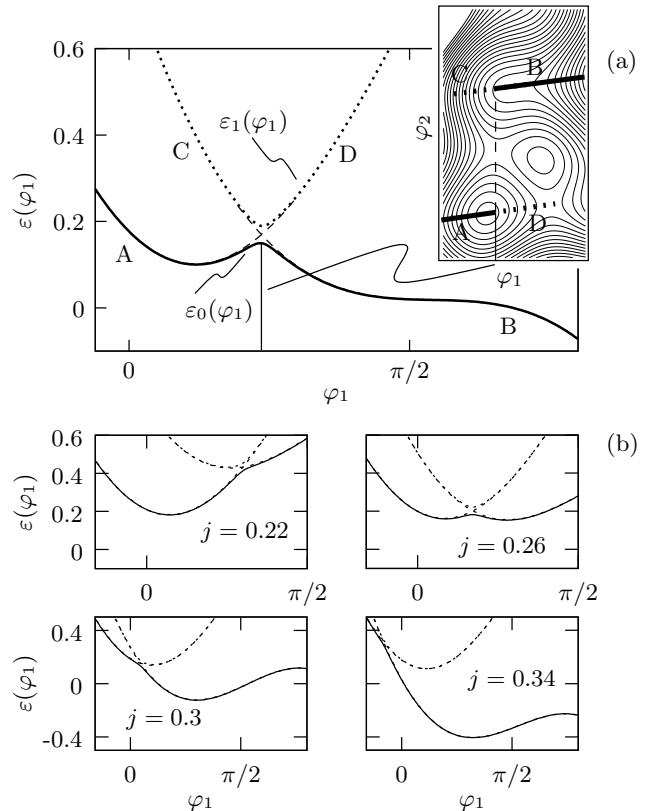 (a)
0.6
0.4
0.2
0
ε(φ₁)
C
ε₁(φ₁)
D
A
ε₀(φ₁)
B
0
π/2
φ₁
C
B
φ₂
A
D
φ₁
(b)
0.6
0.4
0.2
0
ε(φ₁)
j = 0.22
0
π/2
j = 0.26
0
π/2
0.4
0
-0.4
ε(φ₁)
j = 0.3
0
π/2
φ₁
j = 0.34
0
π/2
φ₁